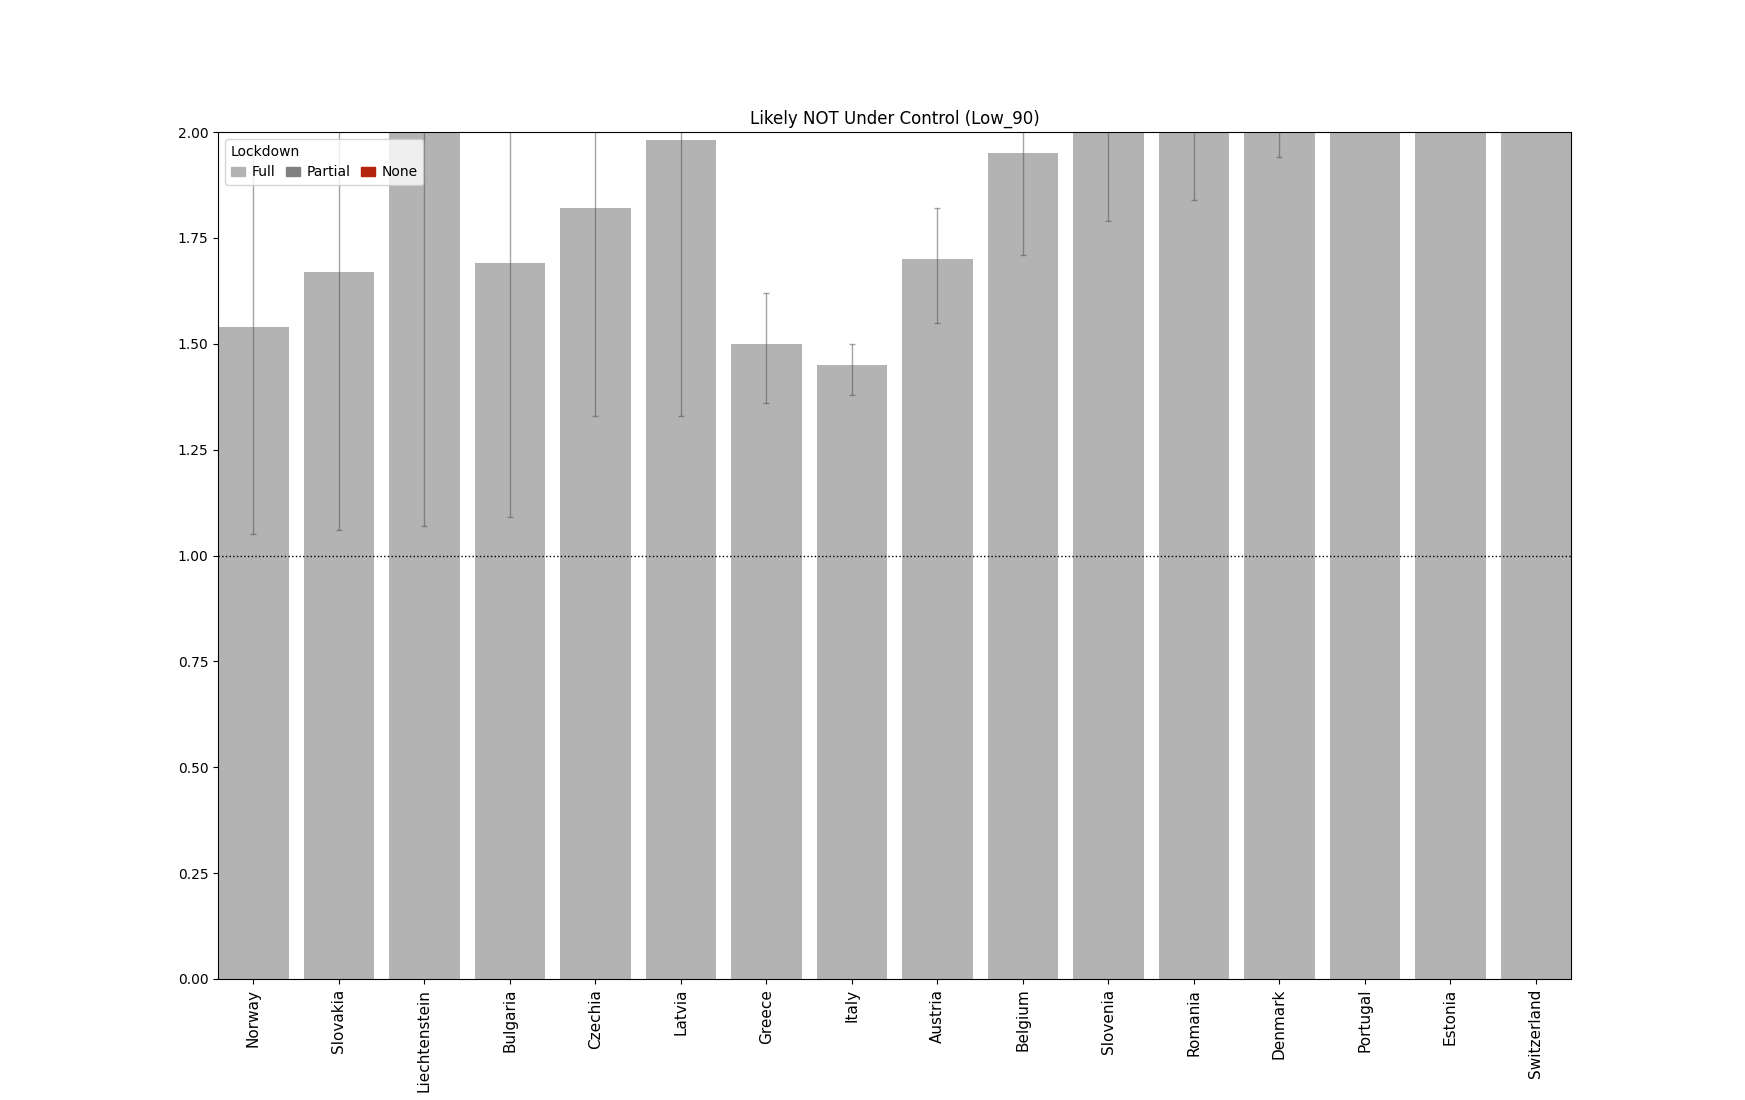 Likely NOT Under Control (Low_90)
Lockdown
Full Partial None
2.00
1.75
1.50
1.25
1.00
0.75
0.50
0.25
0.00
Norway
Slovakia
Liechtenstein
Bulgaria
Czechia
Latvia
Greece
Italy
Austria
Belgium
Slovenia
Romania
Denmark
Portugal
Estonia
Switzerland